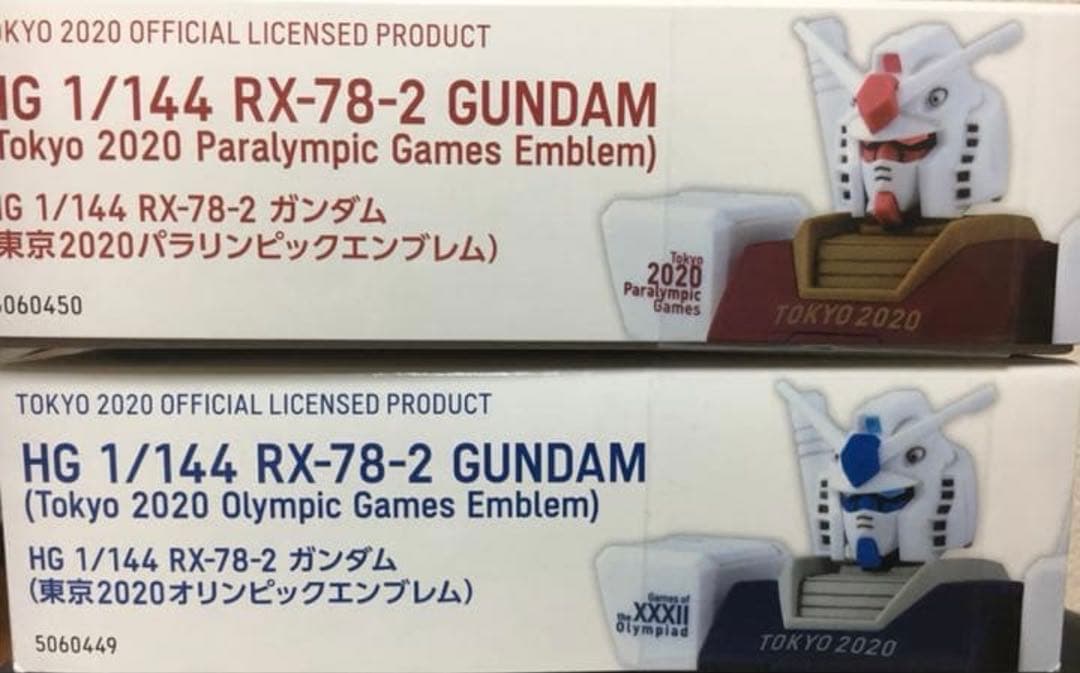 OKYO 2020 OFFICIAL LICENSED PRODUCT
HG 1/144 RX-78-2 GUNDAM
Tokyo 2020 Paralympic Games Emblem)
HG 1/144 RX-78-2 ガンダム
東京2020パラリンピックエンブレム)
5060450
Tokyo
2020
Paralympic
Games
TOKYO 2020
TOKYO 2020 OFFICIAL LICENSED PRODUCT
HG 1/144 RX-78-2 GUNDAM
(Tokyo 2020 Olympic Games Emblem)
HG 1/144 RX-78-2 ガンダム
(東京2020オリンピックエンブレム)
5060449
Games of
the XXXII
Olympiad
TOKYO 2020